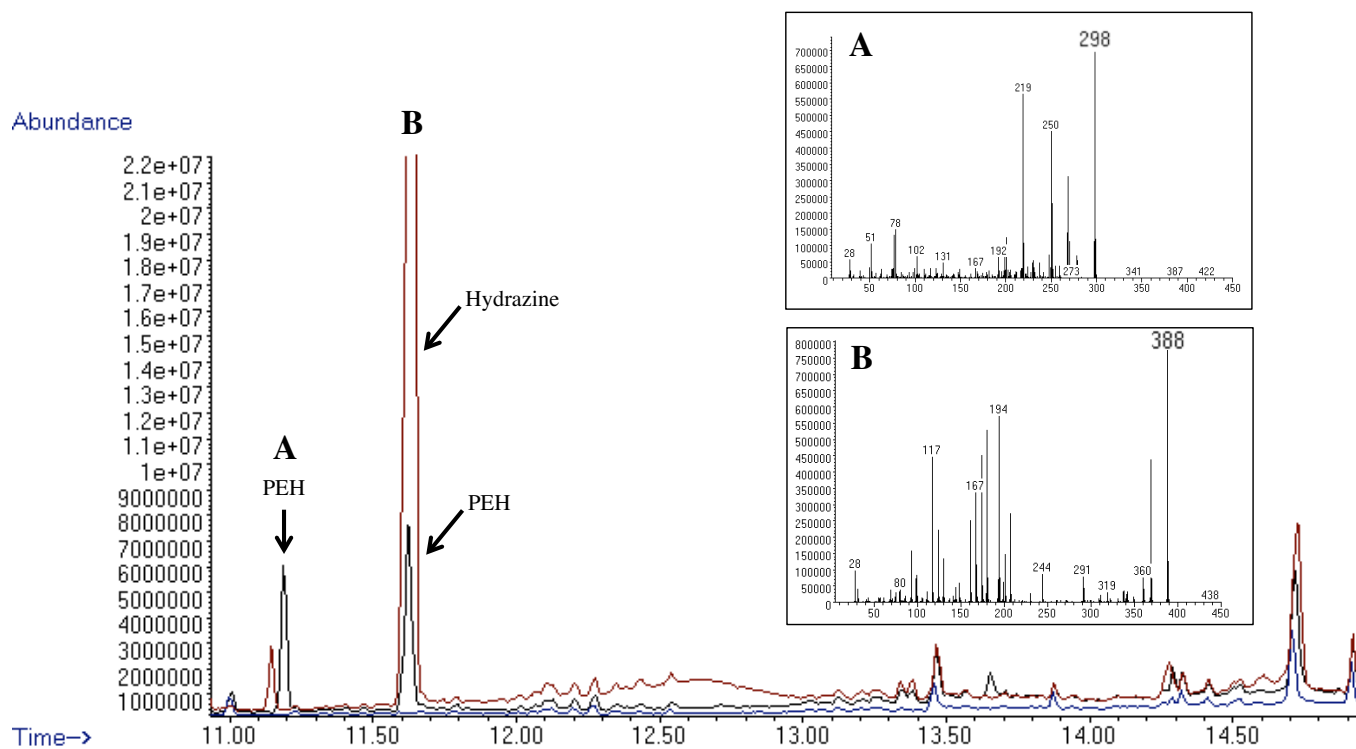 Abundance
2.2e+07
2.1e+07
2e+07
1.9e+07
1.8e+07
1.7e+07
1.6e+07
1.5e+07
1.4e+07
1.3e+07
1.2e+07
1.1e+07
1e+07
9000000
8000000
7000000
6000000
5000000
4000000
3000000
2000000
1000000
Time-->
11.00 11.50 12.00 12.50 13.00 13.50 14.00 14.50
A
PEH
B
Hydrazine
PEH
A
298
700000
650000
600000
550000
500000
450000
400000
350000
300000
250000
200000
150000
100000
50000
0
219
250
78
51
28
102
131
167
192
273
341
387
422
50 100 150 200 250 300 350 400 450
B
388
800000
750000
700000
650000
600000
550000
500000
450000
400000
350000
300000
250000
200000
150000
100000
50000
0
194
117
167
28
80
244
291
319
360
438
50 100 150 200 250 300 350 400 450